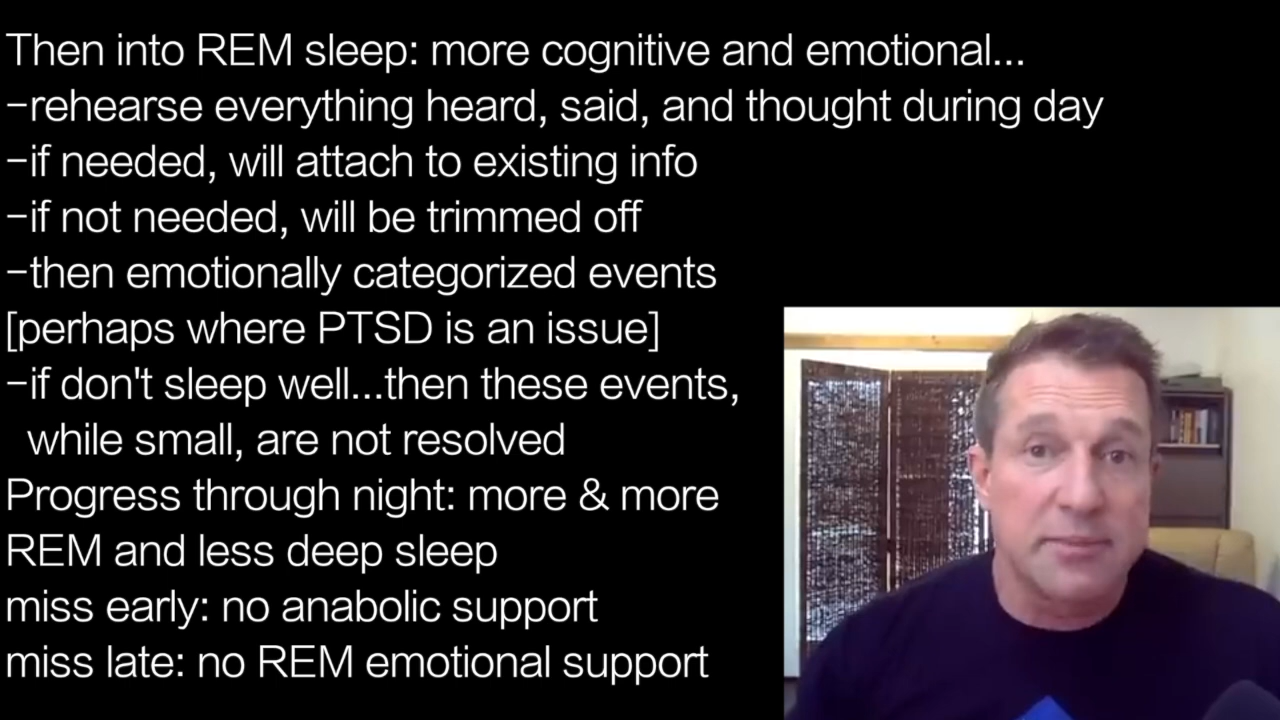 Then into REM sleep: more cognitive and emotional...
−rehearse everything heard, said, and thought during day
−if needed, will attach to existing info
−if not needed, will be trimmed off
−then emotionally categorized events
[perhaps where PTSD is an issue]
−if don't sleep well...then these events,
while small, are not resolved
Progress through night: more & more
REM and less deep sleep
miss early: no anabolic support
miss late: no REM emotional support